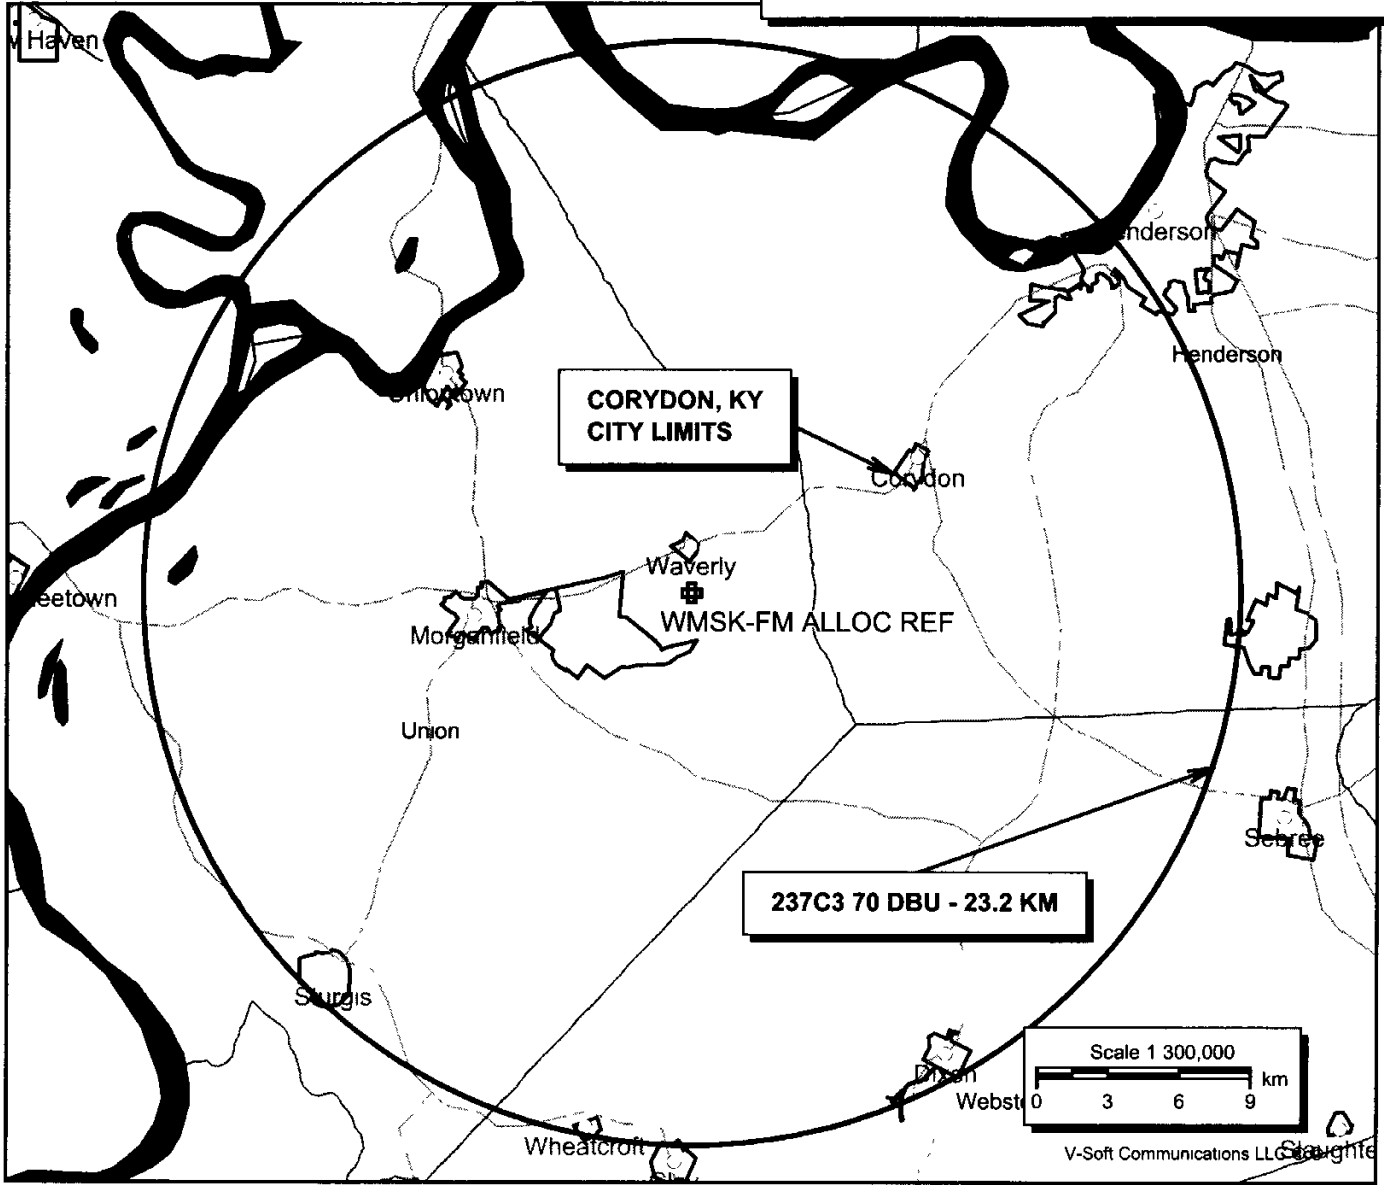 Haven
Henderson
Henderson
Uniontown
CORYDON, KY
CITY LIMITS
Corydon
Waverly
eetown
WMSK-FM ALLOC REF
Morganfield
Union
Sebree
237C3 70 DBU - 23.2 KM
Sturgis
Scale 1 300,000
km
0 3 6 9
Dixon
Webste
Wheatcroft
V-Soft Communications LLC
Slaughte